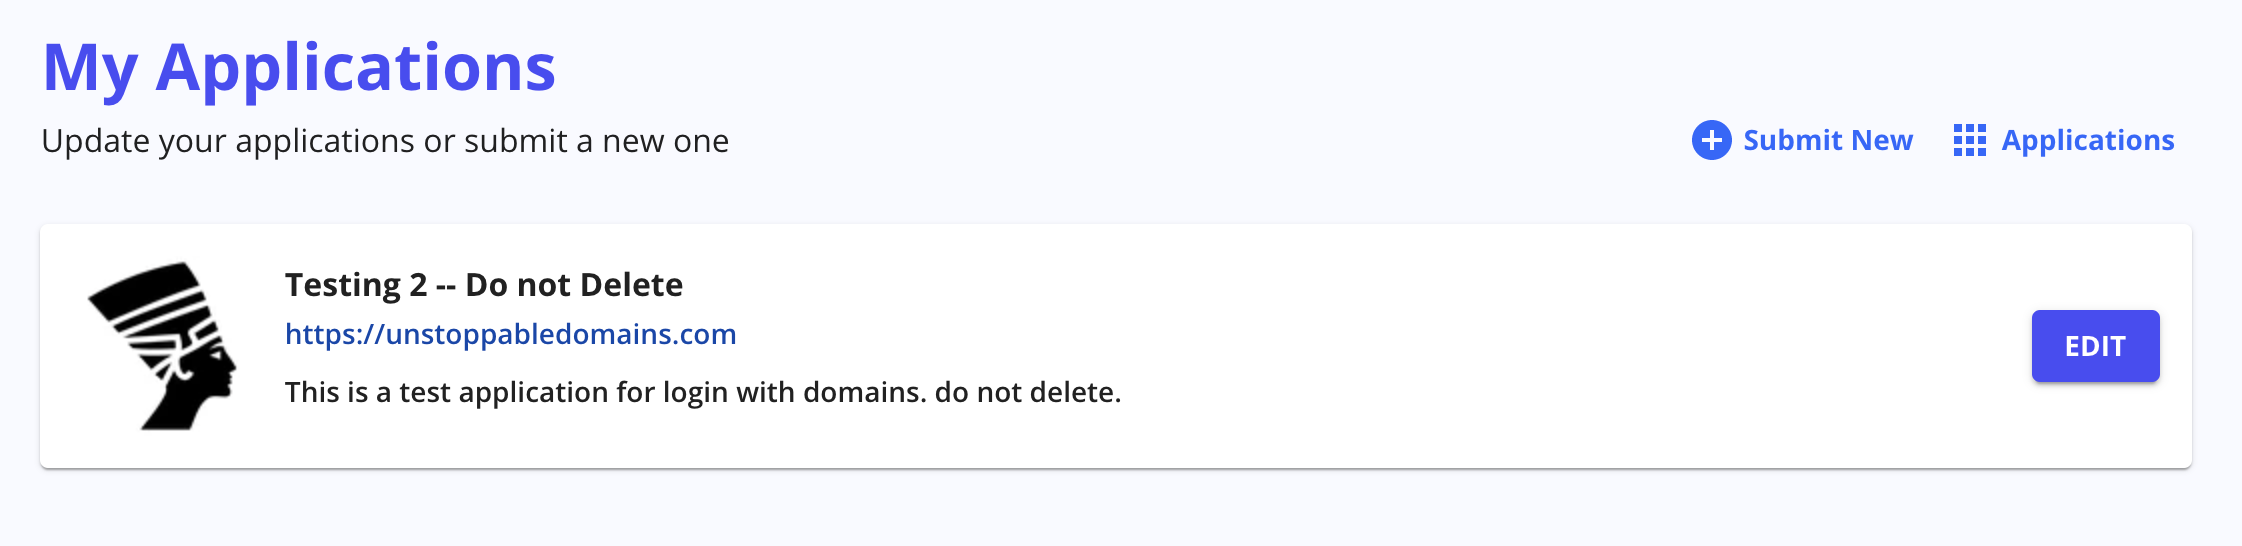 My Applications
Update your applications or submit a new one
Submit New
Applications
Testing 2 -- Do not Delete
https://unstoppabledomains.com
This is a test application for login with domains. do not delete.
EDIT